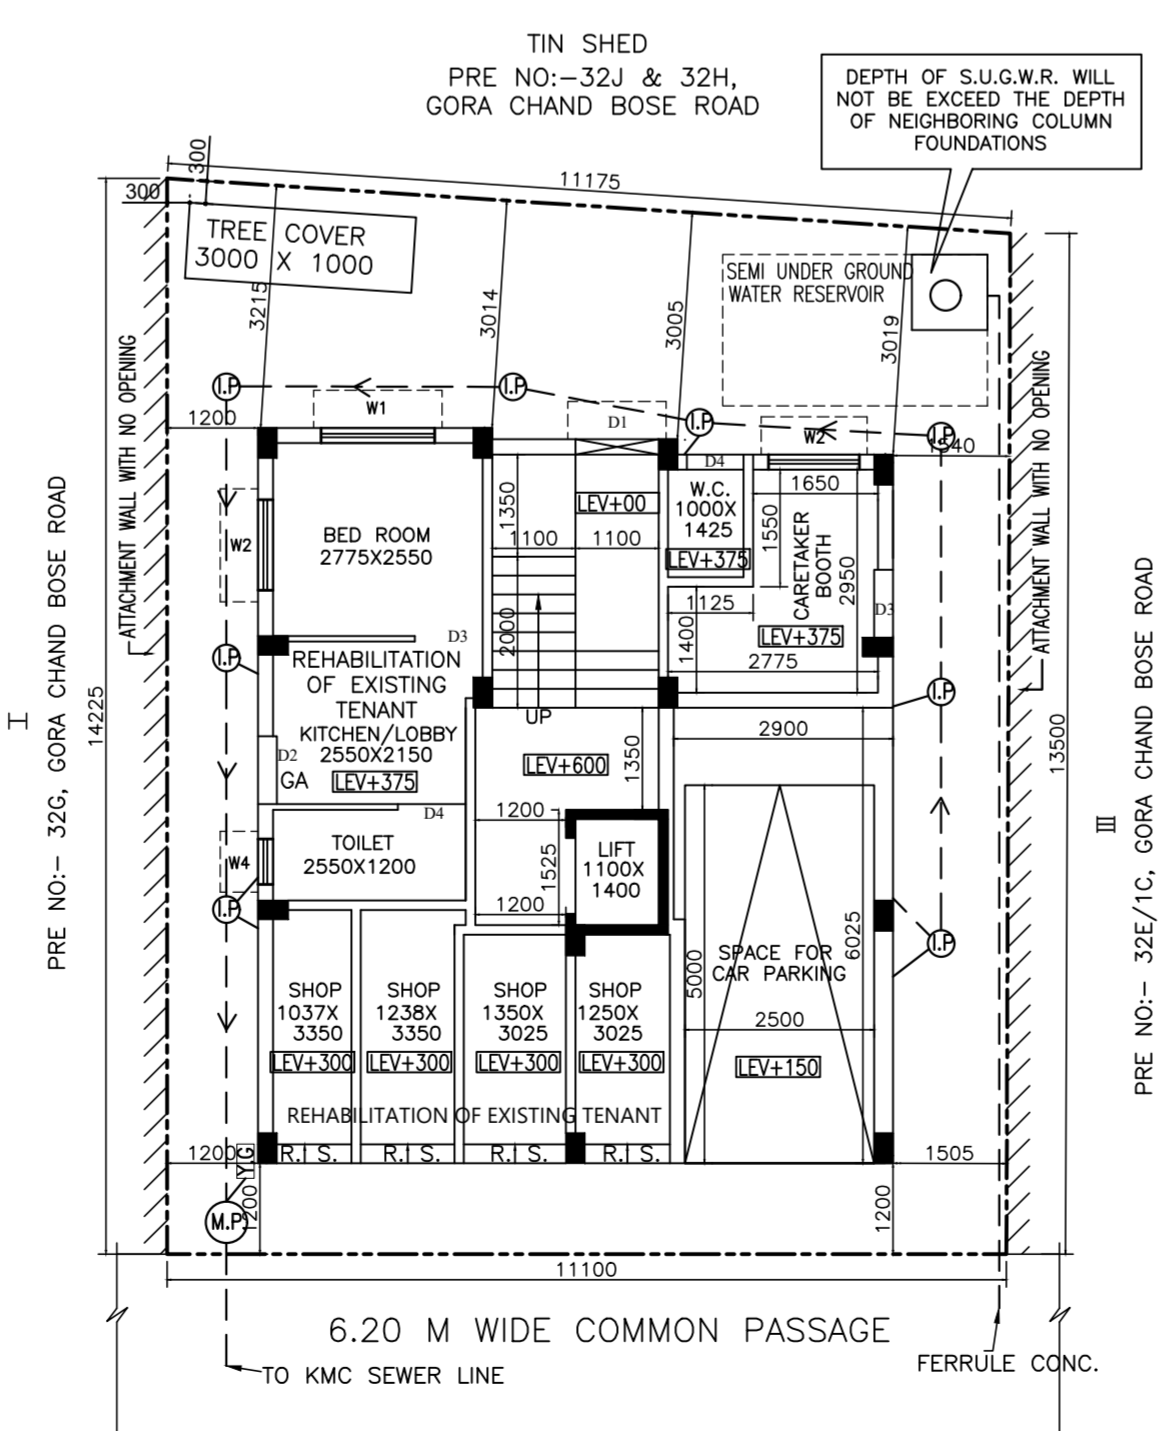 TIN SHED
PRE NO:-32J & 32H,
GORA CHAND BOSE ROAD
DEPTH OF S.U.G.W.R. WILL
NOT BE EXCEED THE DEPTH
OF NEIGHBORING COLUMN
FOUNDATIONS
300
300
11175
TREE COVER
3000 X 1000
SEMI UNDER GROUND
WATER RESERVOIR
3215
3014
3005
3019
ATTACHMENT WALL WITH NO OPENING
ATTACHMENT WALL WITH NO OPENING
I.P
I.P
I.P
I.P
W1
D1
W2
1200
1340
D4
W.C.
1000X
1425
LEV+375
1650
1550
CARETAKER
BOOTH
2950
LEV+375
D3
1125
1400
2775
LEV+00
1350
1100
1100
2000
UP
W2
BED ROOM
2775X2550
D3
I.P
I.P
REHABILITATION
OF EXISTING
TENANT
KITCHEN/LOBBY
2550X2150
D2
GA
LEV+375
LEV+600
1350
2900
D4
TOILET
2550X1200
W4
1200
1525
1200
LIFT
1100X
1400
I.P
I.P
SPACE FOR
CAR PARKING
5000
6025
2500
LEV+150
SHOP
1037X
3350
LEV+300
SHOP
1238X
3350
LEV+300
SHOP
1350X
3025
LEV+300
SHOP
1250X
3025
LEV+300
REHABILITATION OF EXISTING TENANT
R. S.
R. S.
R. S.
R. S.
1200
Y.G
1505
M.P
1200
1200
11100
14225
13500
I
PRE NO:- 32G, GORA CHAND BOSE ROAD
III
PRE NO:- 32E/1C, GORA CHAND BOSE ROAD
6.20 M WIDE COMMON PASSAGE
TO KMC SEWER LINE
FERRULE CONC.